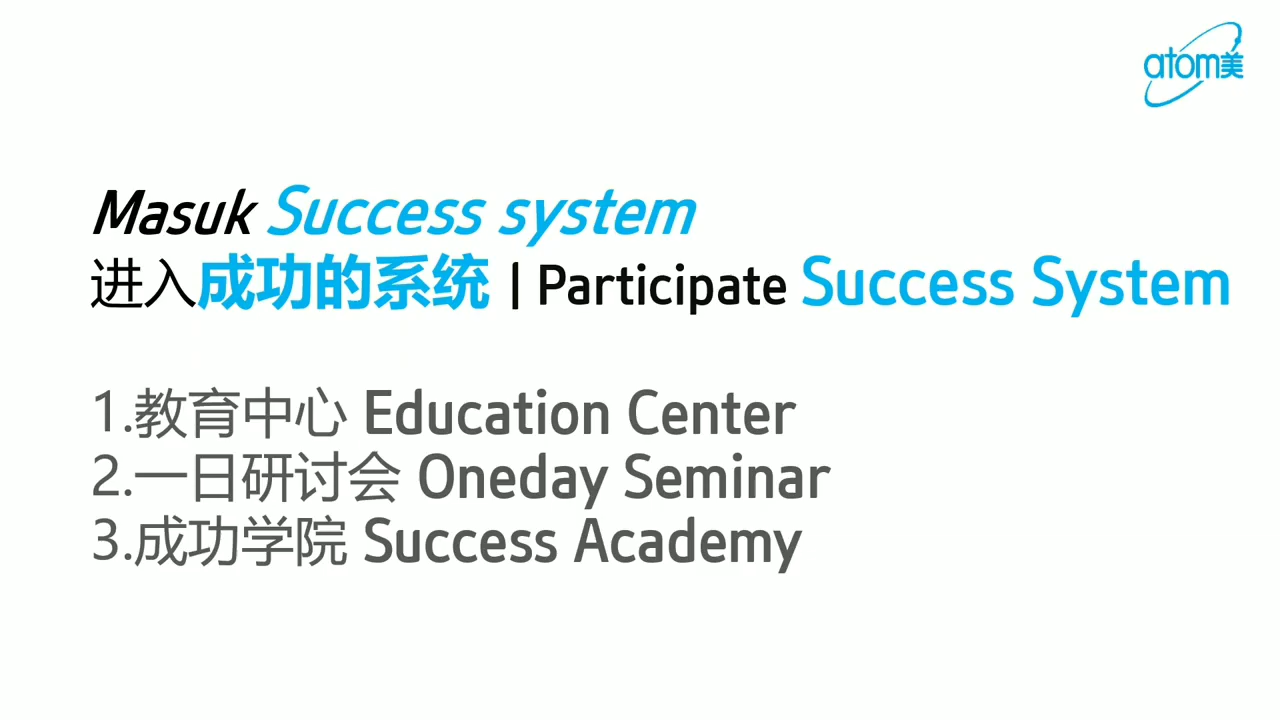 atom美
Masuk Success system
进入成功的系统 | Participate Success System
1.教育中心 Education Center
2.一日研讨会 Oneday Seminar
3.成功学院 Success Academy